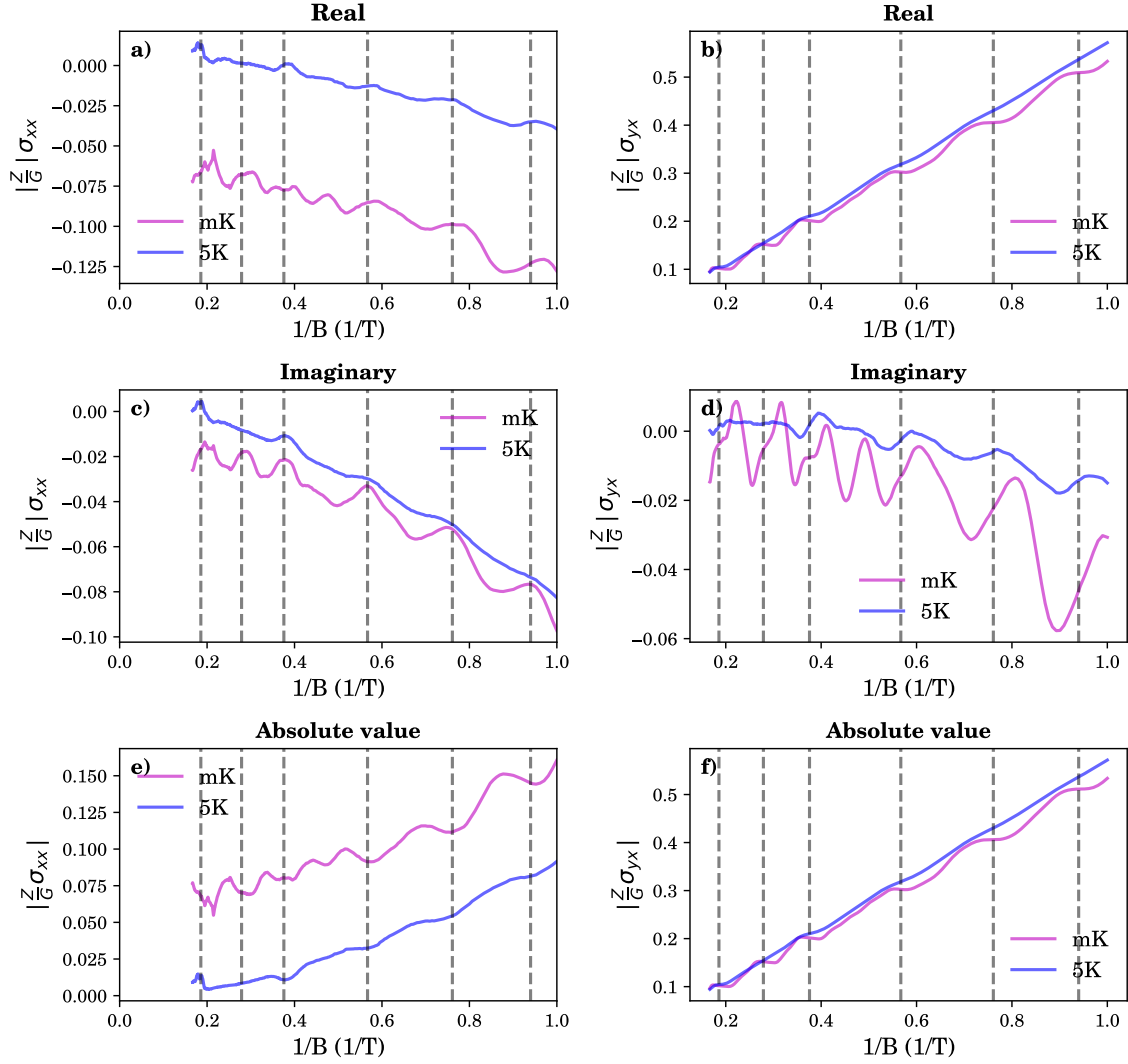 Real
a)
0.000
−0.025
−0.050
−0.075
−0.100
−0.125
|Z/G|σxx
mK
5K
0.0 0.2 0.4 0.6 0.8 1.0
1/B (1/T)
Real
b)
0.5
0.4
0.3
0.2
0.1
|Z/G|σyx
mK
5K
0.2 0.4 0.6 0.8 1.0
1/B (1/T)
Imaginary
c)
0.00
−0.02
−0.04
−0.06
−0.08
−0.10
|Z/G|σxx
mK
5K
0.0 0.2 0.4 0.6 0.8 1.0
1/B (1/T)
Imaginary
d)
0.00
−0.02
−0.04
−0.06
|Z/G|σyx
mK
5K
0.2 0.4 0.6 0.8 1.0
1/B (1/T)
Absolute value
e)
0.150
0.125
0.100
0.075
0.050
0.025
0.000
|Z/G σxx|
mK
5K
0.0 0.2 0.4 0.6 0.8 1.0
1/B (1/T)
Absolute value
f)
0.5
0.4
0.3
0.2
0.1
|Z/G σyx|
mK
5K
0.2 0.4 0.6 0.8 1.0
1/B (1/T)